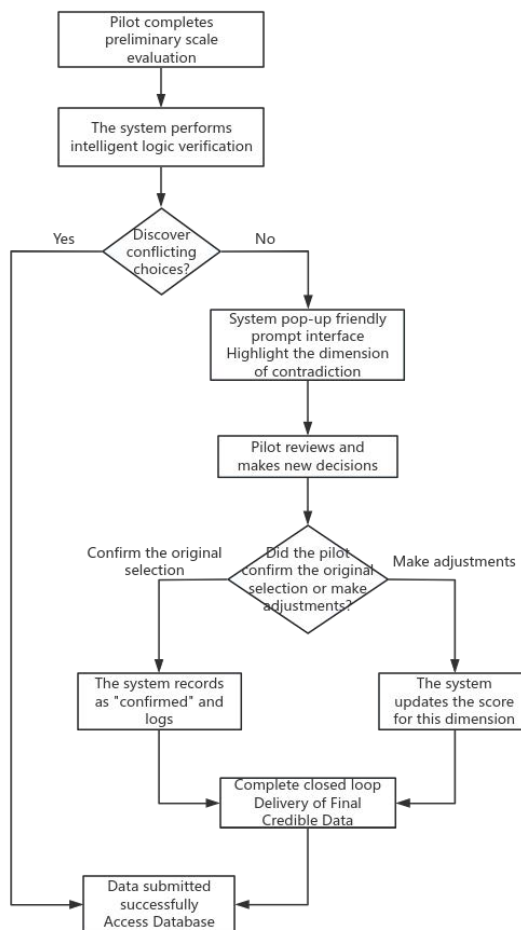 Pilot completes
preliminary scale
evaluation
The system performs
intelligent logic verification
Discover
conflicting
choices?
Yes
No
System pop-up friendly
prompt interface
Highlight the dimension
of contradiction
Pilot reviews and
makes new decisions
Did the pilot
confirm the original
selection or make
adjustments?
Confirm the original
selection
Make adjustments
The system records
as "confirmed" and
logs
The system
updates the score
for this dimension
Complete closed loop
Delivery of Final
Credible Data
Data submitted
successfully
Access Database